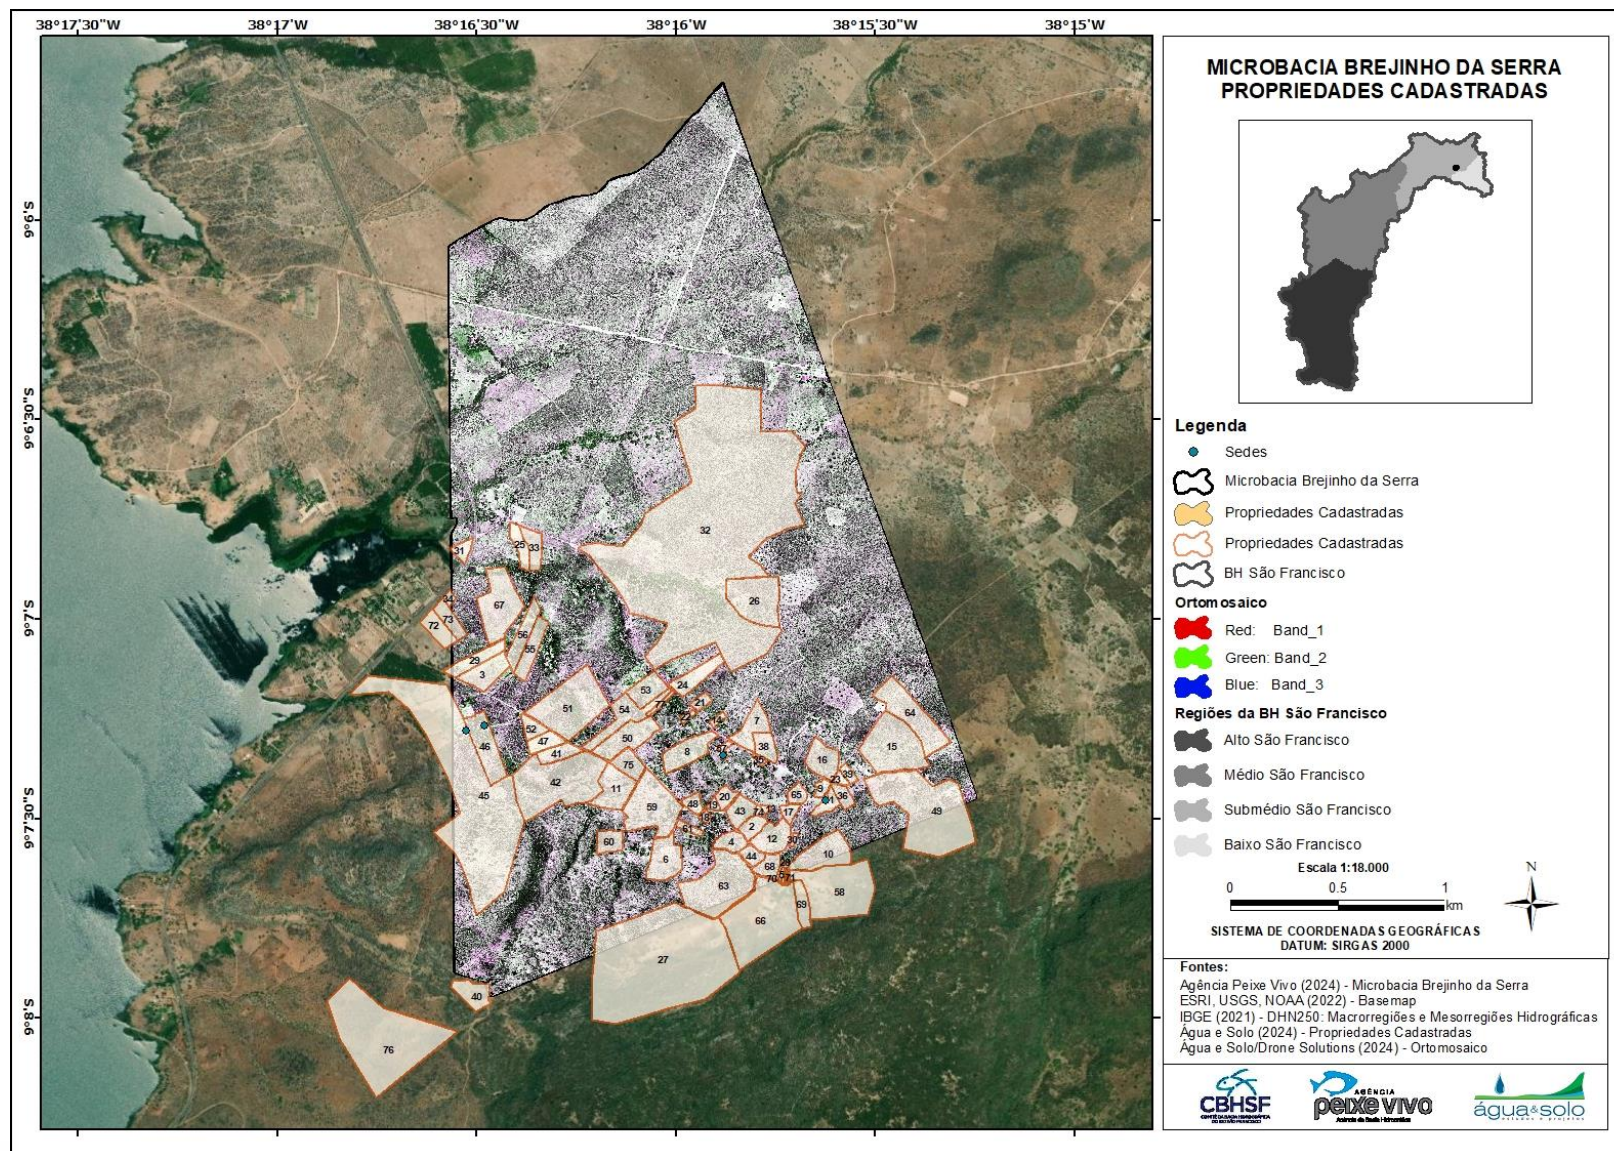 38°17'30"W
38°17'W
38°16'30"W
38°16'W
38°15'30"W
38°15'W
9°6'S
9°6'30"S
9°7'S
9°7'30"S
9°8'S
32
26
31
25
33
67
72
73
56
55
29
3
53
24
21
51
54
52
47
50
41
46
42
75
8
7
38
64
15
16
23
39
45
11
59
48
20
43
65
9
36
17
49
60
6
4
2
12
44
68
10
63
58
69
66
27
40
76
MICROBACIA BREJINHO DA SERRA
PROPRIEDADES CADASTRADAS
Legenda
Sedes
Microbacia Brejinho da Serra
Propriedades Cadastradas
Propriedades Cadastradas
BH São Francisco
Ortomosaico
Red: Band_1
Green: Band_2
Blue: Band_3
Regiões da BH São Francisco
Alto São Francisco
Médio São Francisco
Submédio São Francisco
Baixo São Francisco
Escala 1:18.000
0 0.5 1
km
N
SISTEMA DE COORDENADAS GEOGRÁFICAS
DATUM: SIRGAS 2000
Fontes:
Agência Peixe Vivo (2024) - Microbacia Brejinho da Serra
ESRI, USGS, NOAA (2022) - Basemap
IBGE (2021) - DHN250: Macrorregiões e Mesorregiões Hidrográficas
Água e Solo (2024) - Propriedades Cadastradas
Água e Solo/Drone Solutions (2024) - Ortomosaico
CBHSF
AGÊNCIA
peixe vivo
água&solo
estudos e projetos